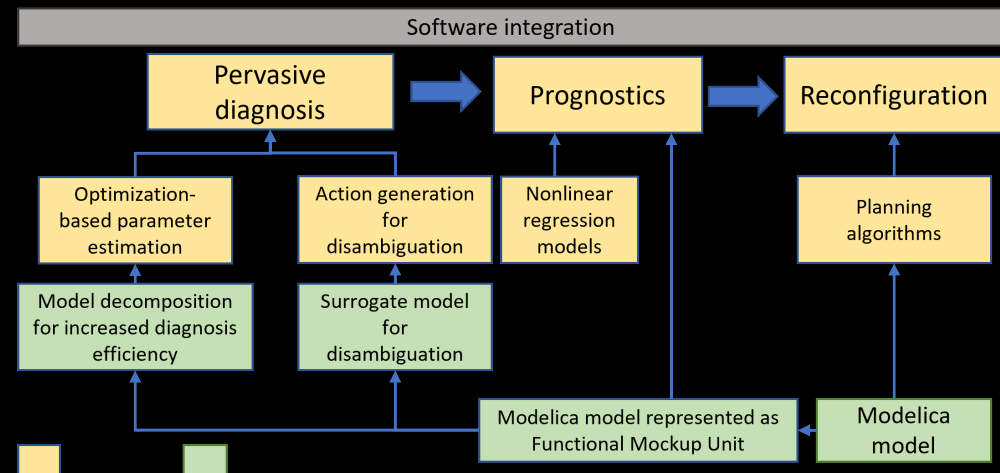 Software integration
Pervasive
diagnosis
Prognostics
Reconfiguration
Optimization-
based parameter
estimation
Action generation
for
disambiguation
Nonlinear
regression
models
Planning
algorithms
Model decomposition
for increased diagnosis
efficiency
Surrogate model
for
disambiguation
Modelica model represented as
Functional Mockup Unit
Modelica
model